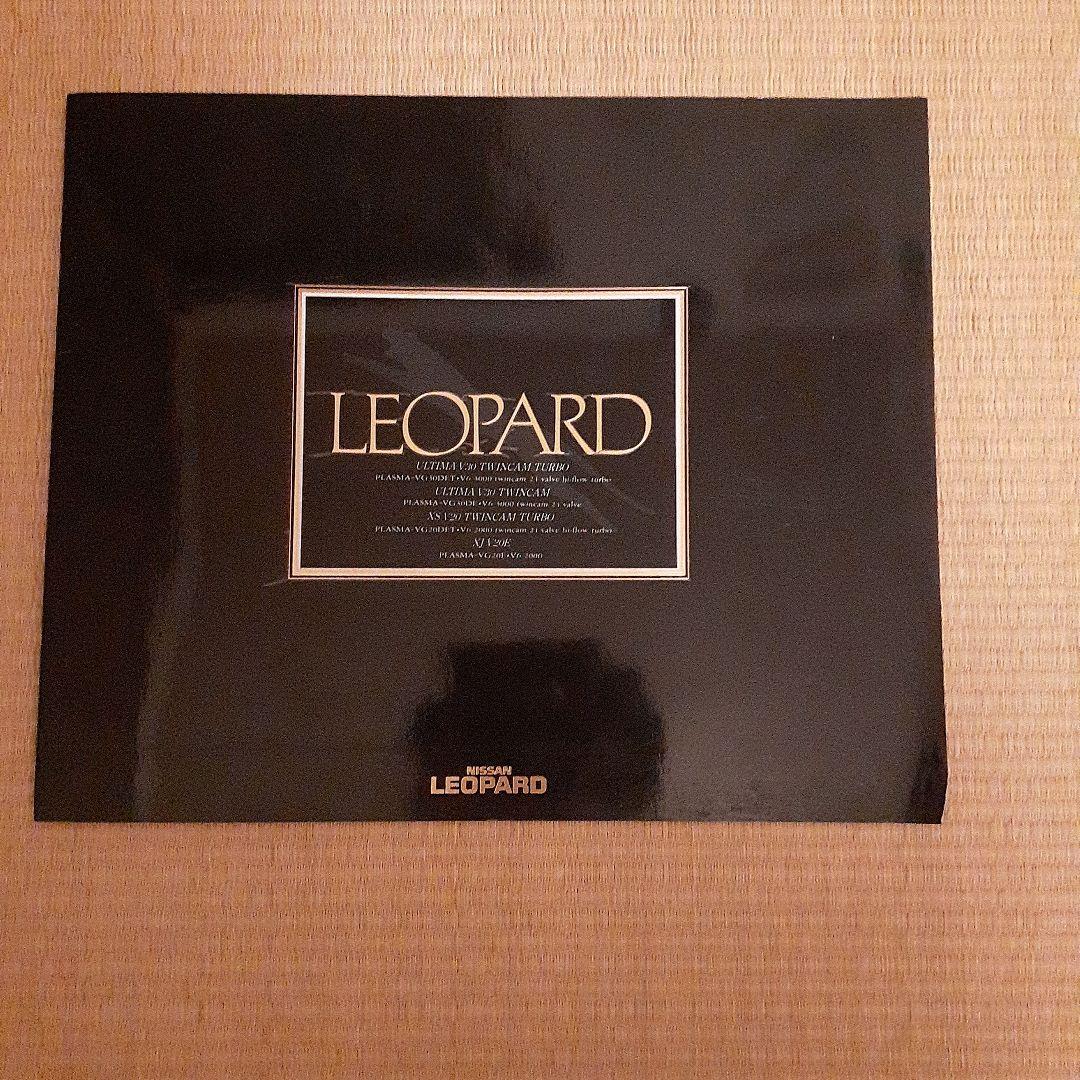 LEOPARD
ULTIMA V30 TWINCAM TURBO
PLASMA-VG30DET•V6 3000 twincam 24 valve hi-flow turbo
ULTIMA V30 TWINCAM
PLASMA-VG30DE•V6 3000 twincam 24 valve
XS V20 TWINCAM TURBO
PLASMA-VG20DET•V6 2000 twincam 24 valve hi-flow turbo
XJ V20E
PLASMA-VG20E•V6 2000
NISSAN
LEOPARD